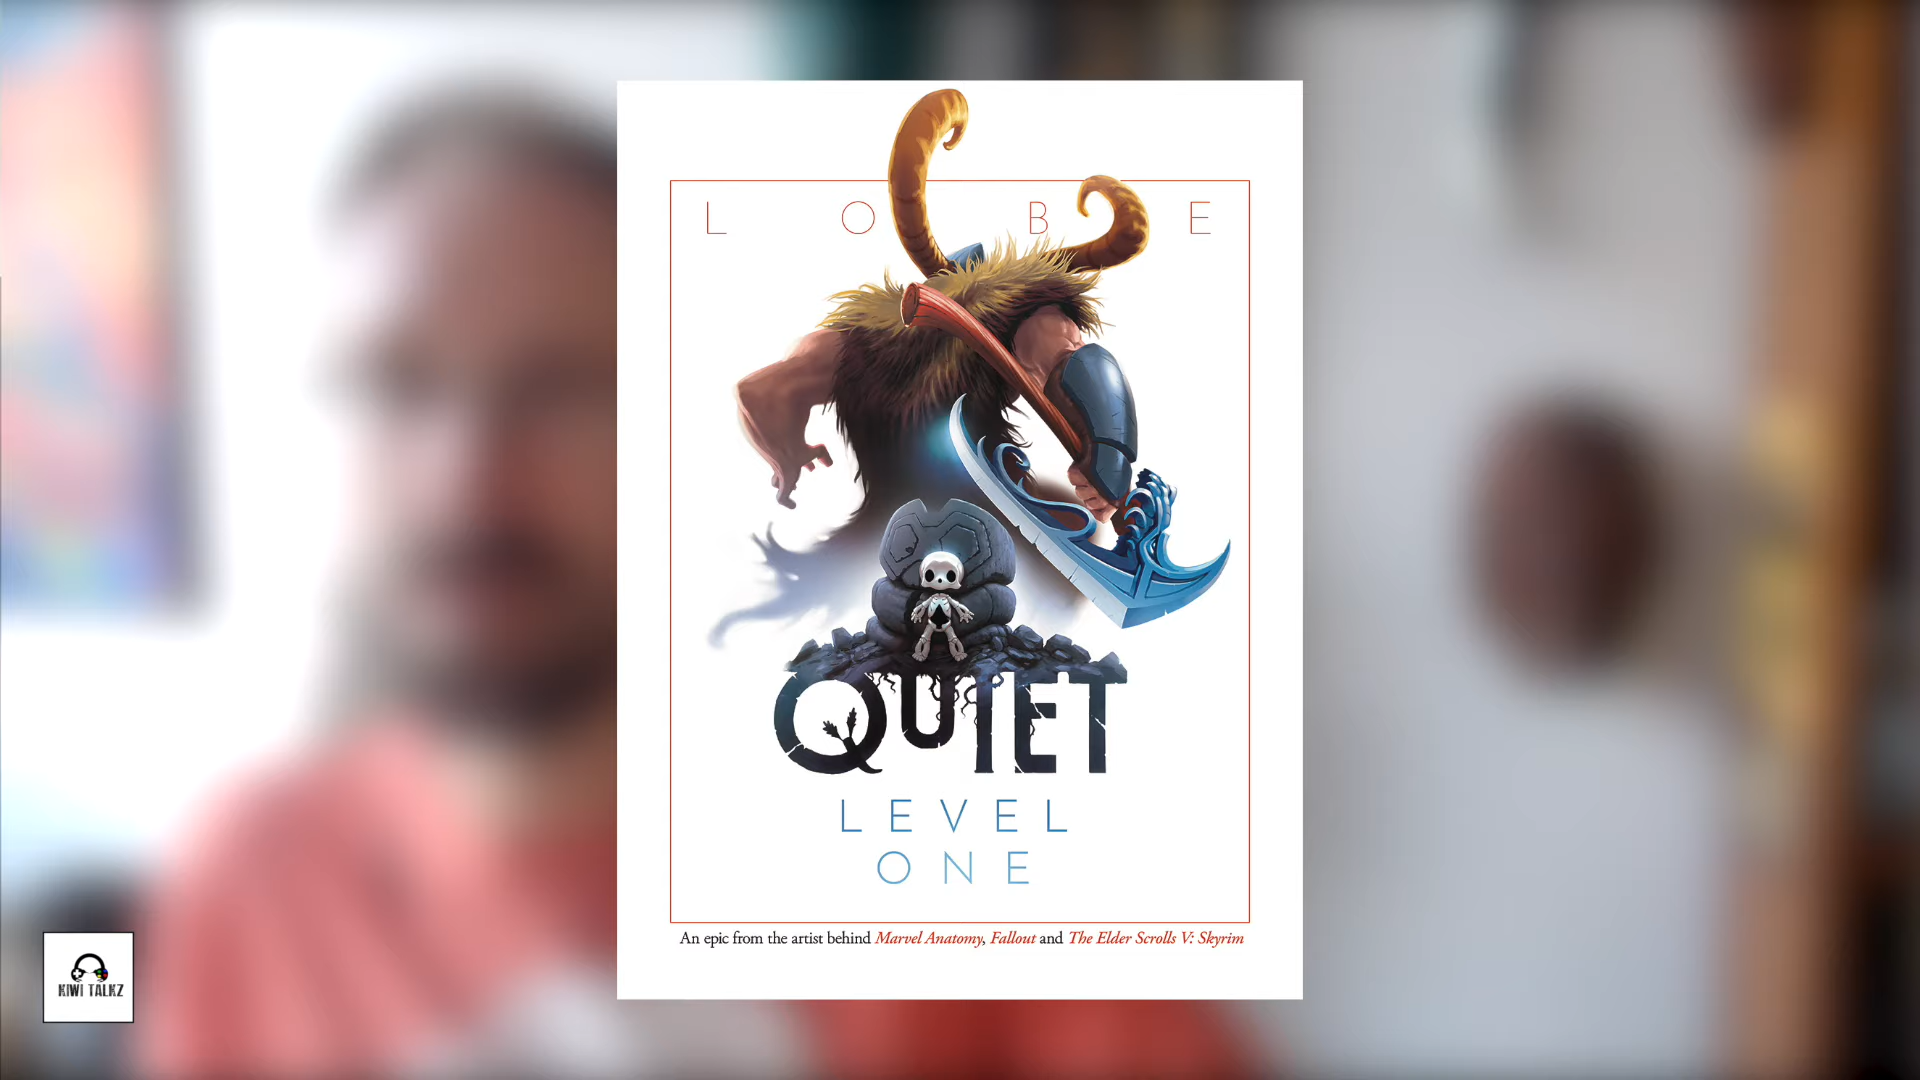 LOBE
QUIET
LEVEL
ONE
An epic from the artist behind Marvel Anatomy, Fallout and The Elder Scrolls V: Skyrim
KIWI TALKZ